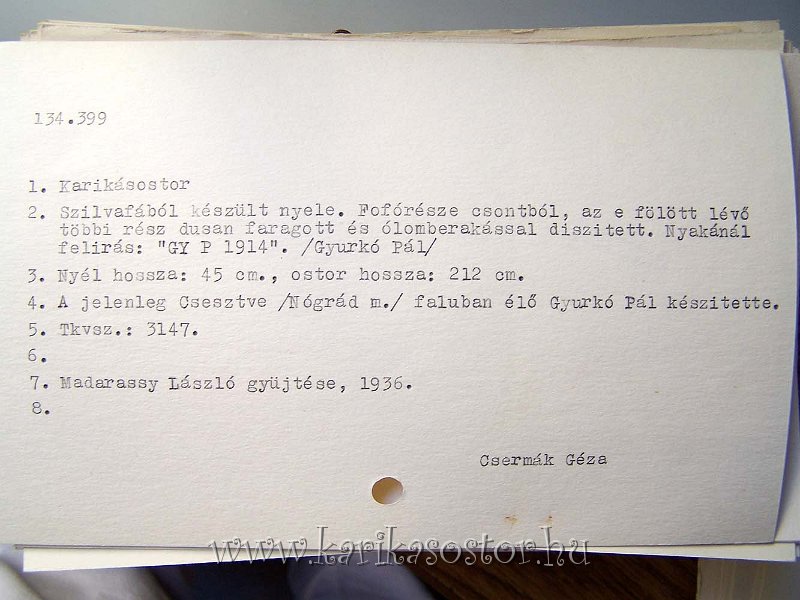 134.399
1. Karikásostor
2. Szilvafából készült nyele. Fofórésze csontból, az e fölött lévő
többi rész dusan faragott és ólomberakással diszitett. Nyakánál
felirás: "GY P 1914". /Gyurkó Pál/
3. Nyél hossza: 45 cm., ostor hossza: 212 cm.
4. A jelenleg Csesztve /Nógrád m./ faluban élő Gyurkó Pál készitette.
5. Tkvsz.: 3147.
6.
7. Madarassy László gyüjtése, 1936.
8.
Csermák Géza
www.karikasostor.hu